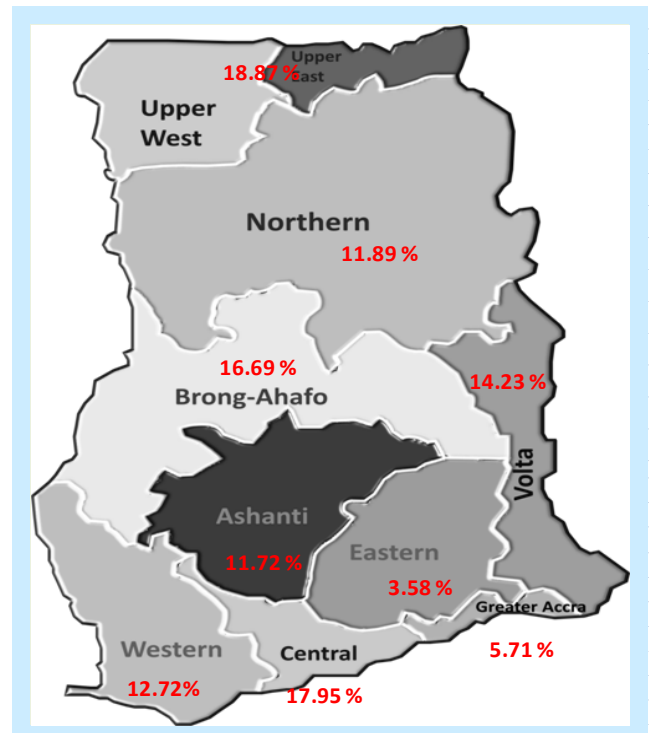 Upper
East
18.87 %
Upper
West
Northern
11.89 %
16.69 %
Brong-Ahafo
14.23 %
Volta
Ashanti
11.72 %
Eastern
3.58 %
Greater Accra
5.71 %
Western
12.72%
Central
17.95 %